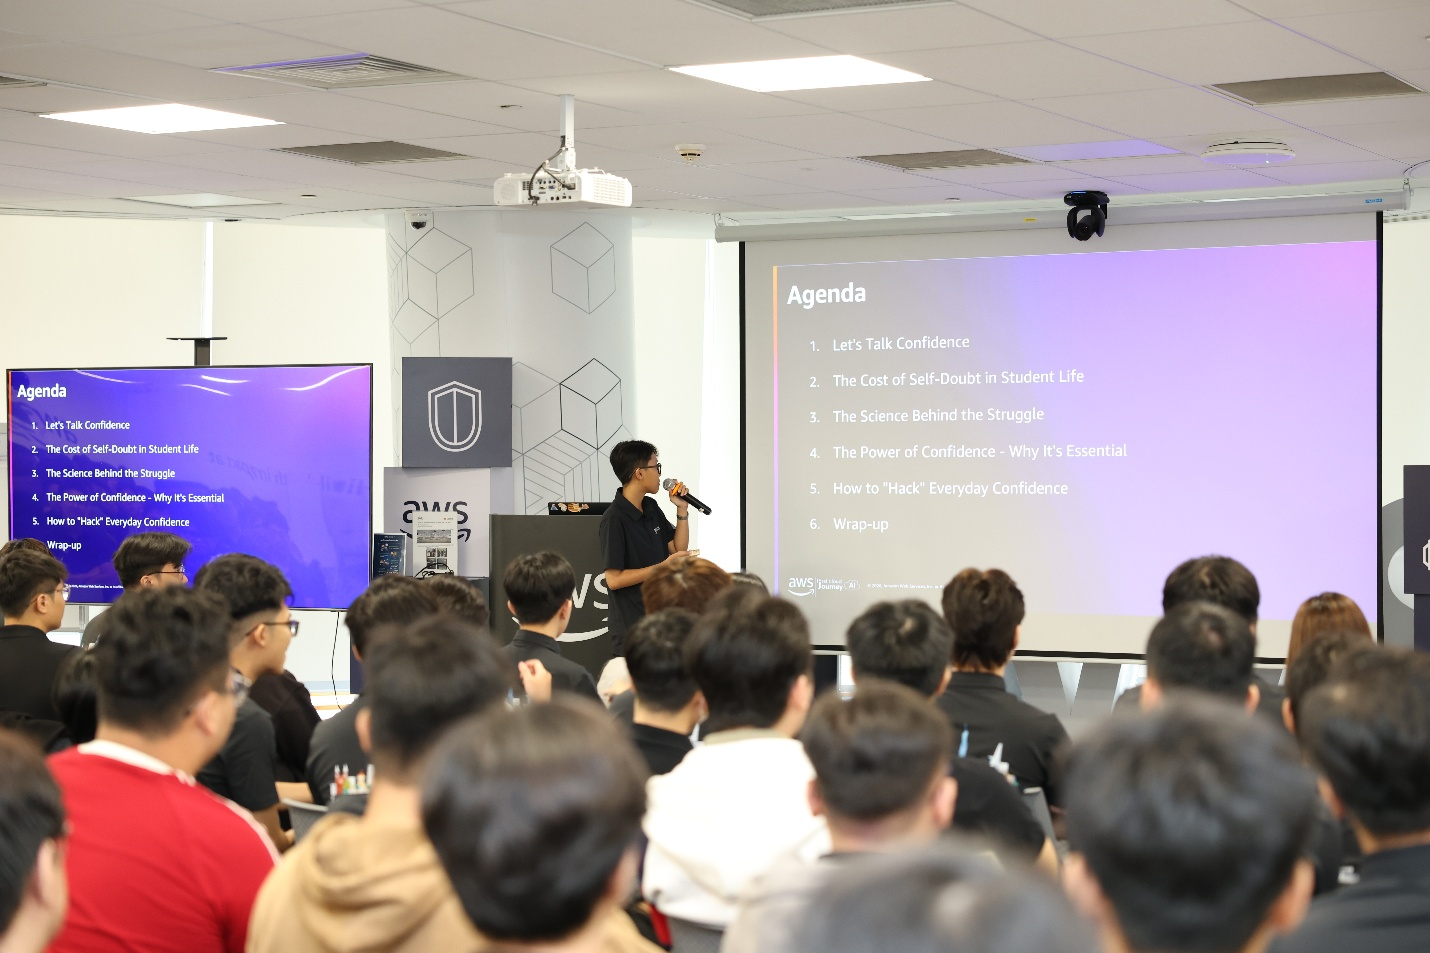 Agenda
1. Let's Talk Confidence
2. The Cost of Self-Doubt in Student Life
3. The Science Behind the Struggle
4. The Power of Confidence - Why It's Essential
5. How to "Hack" Everyday Confidence
Wrap-up
aws
aws
Agenda
1. Let's Talk Confidence
2. The Cost of Self-Doubt in Student Life
3. The Science Behind the Struggle
4. The Power of Confidence - Why It's Essential
5. How to "Hack" Everyday Confidence
6. Wrap-up
aws
Journey
AI